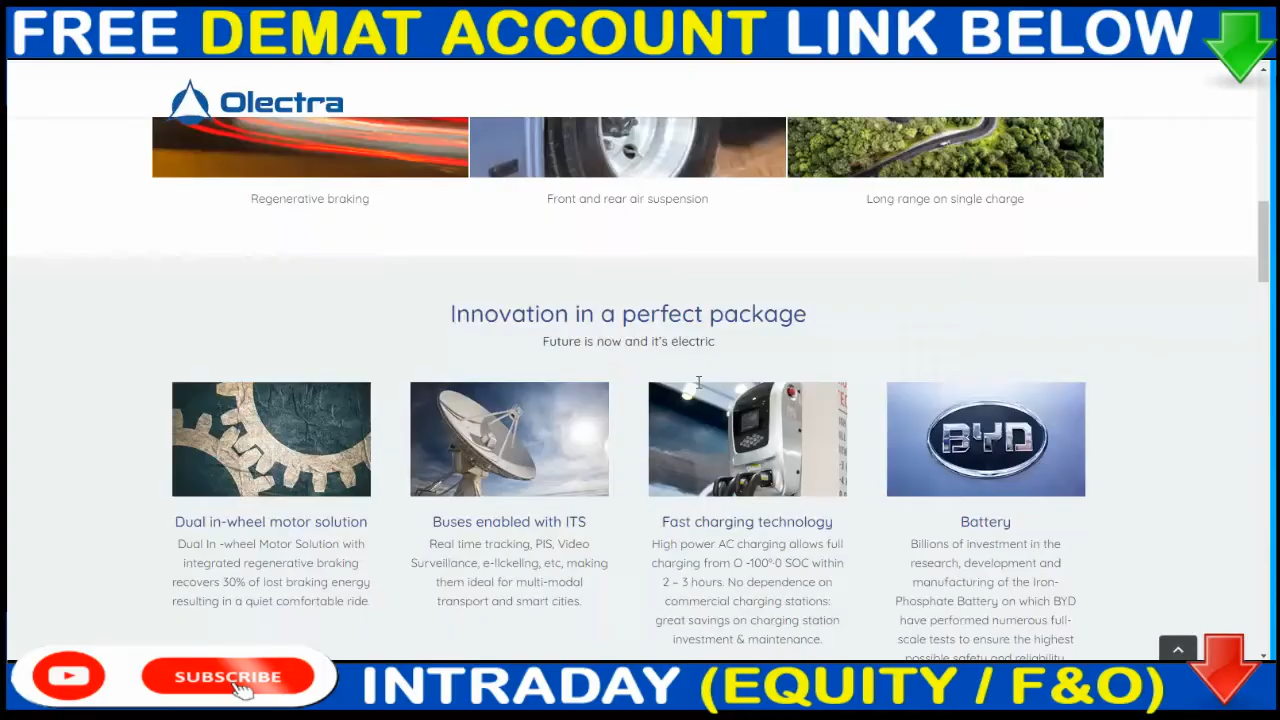 FREE DEMAT ACCOUNT LINK BELOW
Olectra
Regenerative braking
Front and rear air suspension
Long range on single charge
Innovation in a perfect package
Future is now and it's electric
BYD
Dual in-wheel motor solution
Dual In -wheel Motor Solution with
integrated regenerative braking
recovers 30% of lost braking energy
resulting in a quiet comfortable ride.
Buses enabled with ITS
Real time tracking, PIS, Video
Surveillance, e-ticketing, etc, making
them ideal for multi-modal
transport and smart cities.
Fast charging technology
High power AC charging allows full
charging from 0 -100% SOC within
2 – 3 hours. No dependence on
commercial charging stations:
great savings on charging station
investment & maintenance.
Battery
Billions of investment in the
research, development and
manufacturing of the Iron-
Phosphate Battery on which BYD
have performed numerous full-
scale tests to ensure the highest
possible safety and reliability
SUBSCRIBE
INTRADAY (EQUITY / F&O)